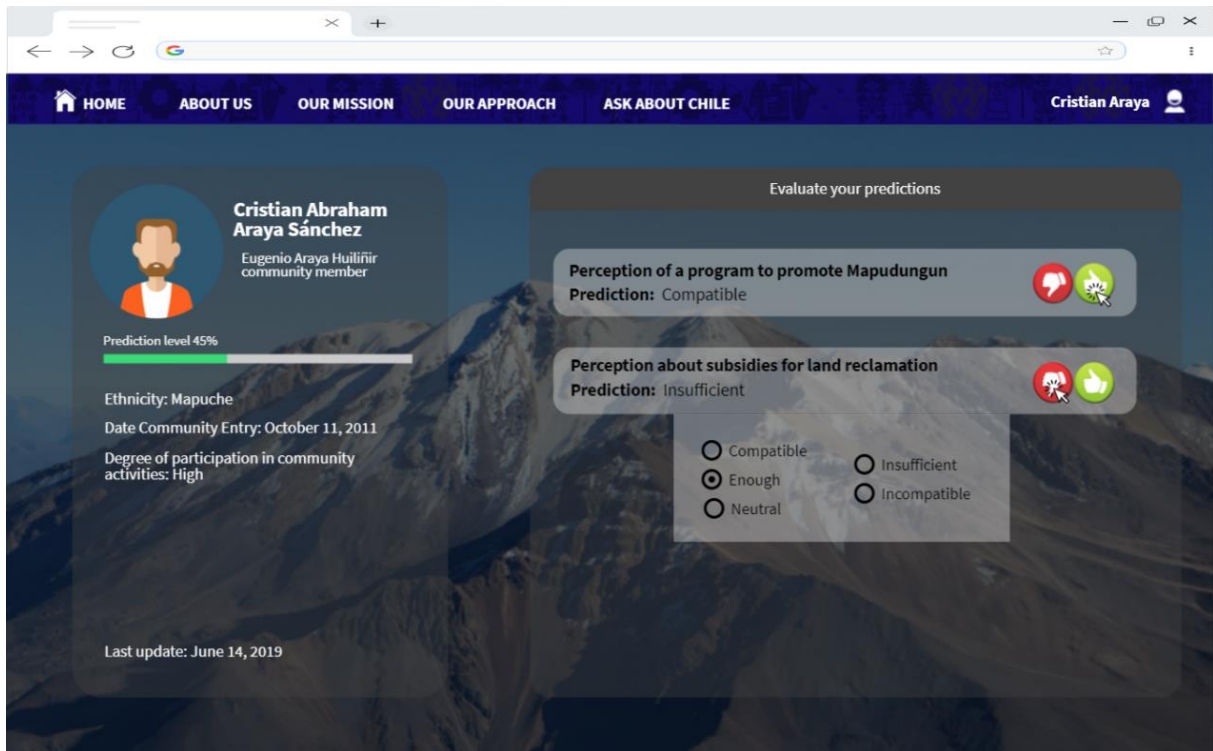 HOME ABOUT US OUR MISSION OUR APPROACH ASK ABOUT CHILE Cristian Araya
Cristian Abraham
Araya Sánchez
Eugenio Araya Huiliñir
community member
Prediction level 45%
Ethnicity: Mapuche
Date Community Entry: October 11, 2011
Degree of participation in community
activities: High
Last update: June 14, 2019
Evaluate your predictions
Perception of a program to promote Mapudungun
Prediction: Compatible
Perception about subsidies for land reclamation
Prediction: Insufficient
Compatible
Enough
Neutral
Insufficient
Incompatible